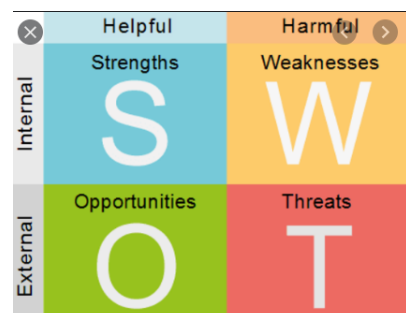 Helpful Harmful
Internal
Strengths Weaknesses
S W
External
Opportunities Threats
O T